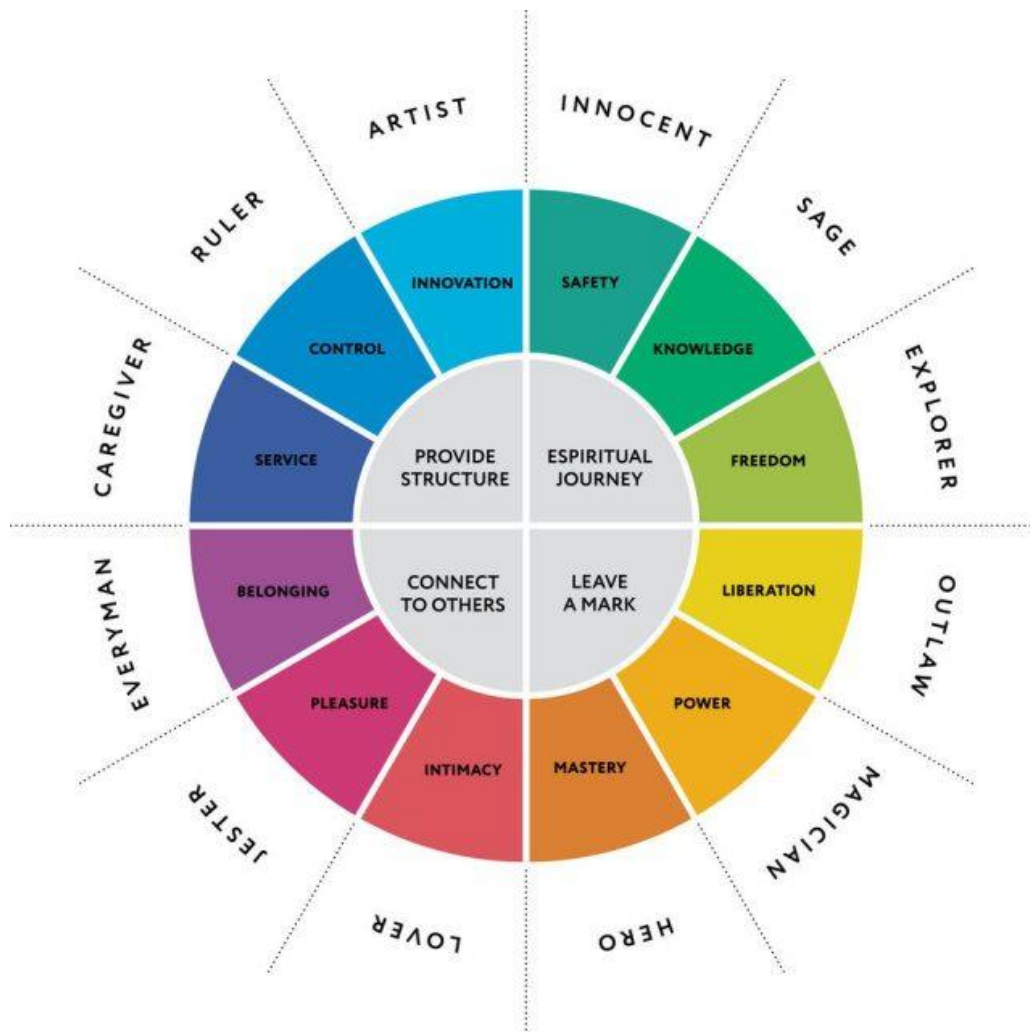 ARTIST
INNOCENT
RULER
SAGE
CAREGIVER
EXPLORER
EVERYMAN
OUTLAW
JESTER
MAGICIAN
LOVER
HERO
INNOVATION
SAFETY
CONTROL
KNOWLEDGE
SERVICE
FREEDOM
BELONGING
LIBERATION
PLEASURE
POWER
INTIMACY
MASTERY
PROVIDE
STRUCTURE
ESPIRITUAL
JOURNEY
CONNECT
TO OTHERS
LEAVE
A MARK